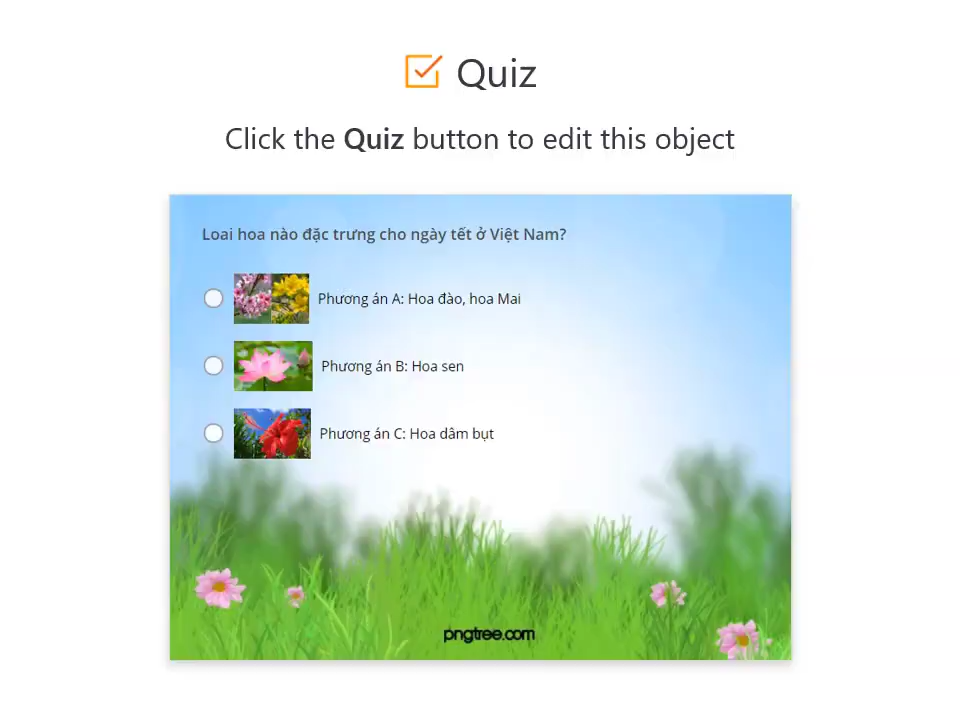 Quiz
Click the Quiz button to edit this object
Loai hoa nào đặc trưng cho ngày tết ở Việt Nam?
Phương án A: Hoa đào, hoa Mai
Phương án B: Hoa sen
Phương án C: Hoa dâm bụt
pngtree.com